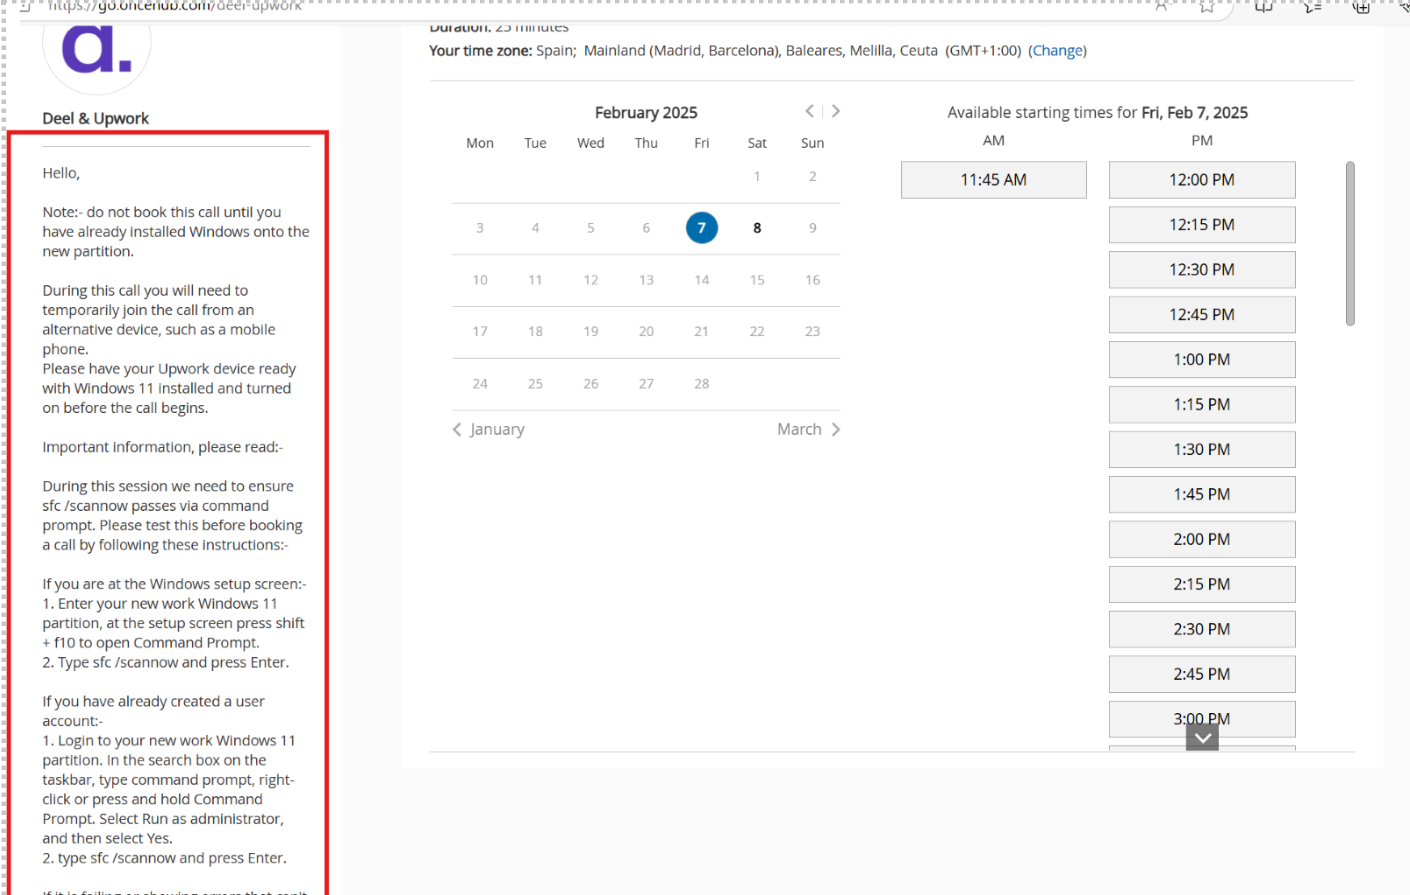 https://go.oncehub.com/deel-upwork
d.
Deel & Upwork
Hello,
Note:- do not book this call until you
have already installed Windows onto the
new partition.
During this call you will need to
temporarily join the call from an
alternative device, such as a mobile
phone.
Please have your Upwork device ready
with Windows 11 installed and turned
on before the call begins.
Important information, please read:-
During this session we need to ensure
sfc /scannow passes via command
prompt. Please test this before booking
a call by following these instructions:-
If you are at the Windows setup screen:-
1. Enter your new work Windows 11
partition, at the setup screen press shift
+ f10 to open Command Prompt.
2. Type sfc /scannow and press Enter.
If you have already created a user
account:-
1. Login to your new work Windows 11
partition. In the search box on the
taskbar, type command prompt, right-
click or press and hold Command
Prompt. Select Run as administrator,
and then select Yes.
2. type sfc /scannow and press Enter.
If it is failing or showing errors that can't
Duration: 25 minutes
Your time zone: Spain; Mainland (Madrid, Barcelona), Baleares, Melilla, Ceuta (GMT+1:00) (Change)
February 2025
Mon Tue Wed Thu Fri Sat Sun
1 2
3 4 5 6 7 8 9
10 11 12 13 14 15 16
17 18 19 20 21 22 23
24 25 26 27 28
January March
Available starting times for Fri, Feb 7, 2025
AM PM
11:45 AM 12:00 PM
12:15 PM
12:30 PM
12:45 PM
1:00 PM
1:15 PM
1:30 PM
1:45 PM
2:00 PM
2:15 PM
2:30 PM
2:45 PM
3:00 PM